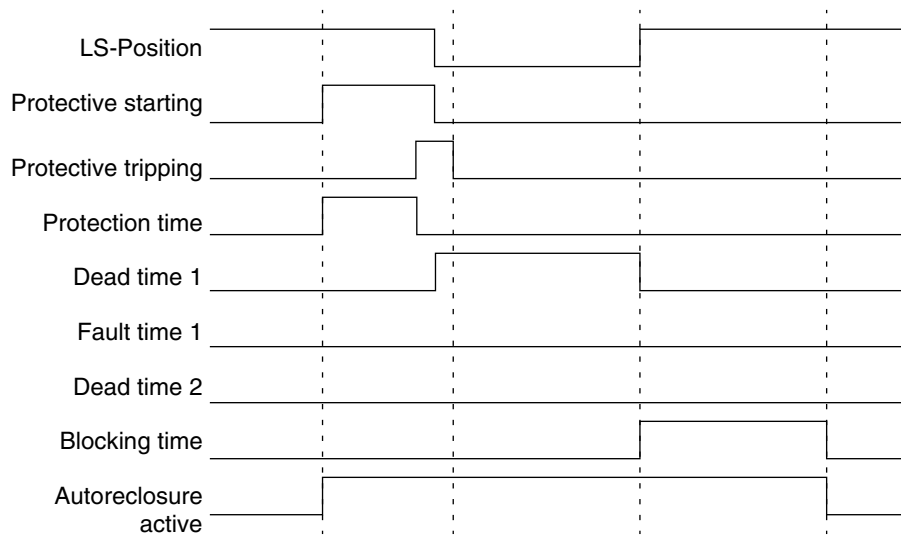 LS-Position
Protective starting
Protective tripping
Protection time
Dead time 1
Fault time 1
Dead time 2
Blocking time
Autoreclosure
active